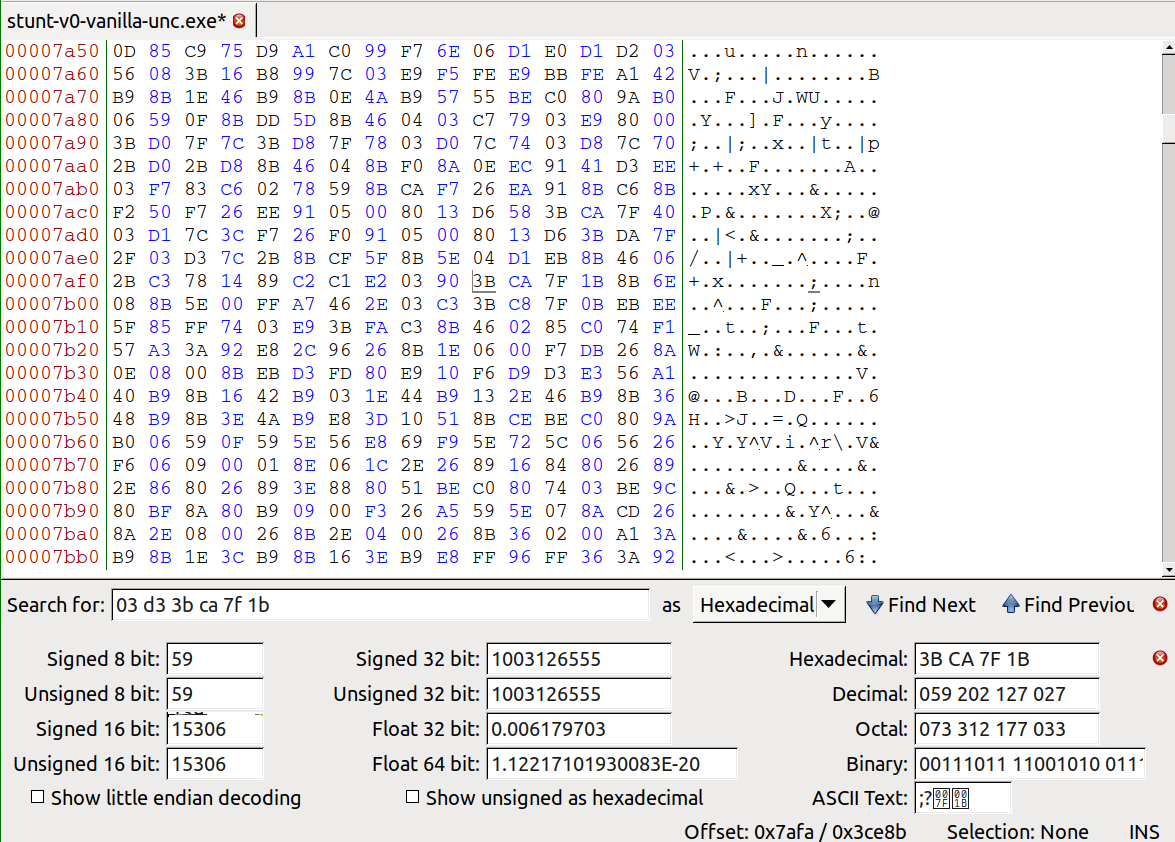 stunt-v0-vanilla-unc.exe*
00007a50 0D 85 C9 75 D9 A1 C0 99 F7 6E 06 D1 E0 D1 D2 03 ...u.....n......
00007a60 56 08 3B 16 B8 99 7C 03 E9 F5 FE E9 BB FE A1 42 V.;...|........B
00007a70 B9 8B 1E 46 B9 8B 0E 4A B9 57 55 BE C0 80 9A B0 ...F...J.WU.....
00007a80 06 59 0F 8B DD 5D 8B 46 04 03 C7 79 03 E9 80 00 .Y...].F...y....
00007a90 3B D0 7F 7C 3B D8 7F 78 03 D0 7C 74 03 D8 7C 70 ;..|;..x..|t..|p
00007aa0 2B D0 2B D8 8B 46 04 8B F0 8A 0E EC 91 41 D3 EE +.+..F.......A..
00007ab0 03 F7 83 C6 02 78 59 8B CA F7 26 EA 91 8B C6 8B .....xY...&.....
00007ac0 F2 50 F7 26 EE 91 05 00 80 13 D6 58 3B CA 7F 40 .P.&.......X;..@
00007ad0 03 D1 7C 3C F7 26 F0 91 05 00 80 13 D6 3B DA 7F ..|<.&.......;..
00007ae0 2F 03 D3 7C 2B 8B CF 5F 8B 5E 04 D1 EB 8B 46 06 /..|+.._.^....F.
00007af0 2B C3 78 14 89 C2 C1 E2 03 90 3B CA 7F 1B 8B 6E +.x.......;....n
00007b00 08 8B 5E 00 FF A7 46 2E 03 C3 3B C8 7F 0B EB EE ..^...F...;.....
00007b10 5F 85 FF 74 03 E9 3B FA C3 8B 46 02 85 C0 74 F1 _..t..;...F...t.
00007b20 57 A3 3A 92 E8 2C 96 26 8B 1E 06 00 F7 DB 26 8A W.:..,.&......&.
00007b30 0E 08 00 8B EB D3 FD 80 E9 10 F6 D9 D3 E3 56 A1 ..............V.
00007b40 40 B9 8B 16 42 B9 03 1E 44 B9 13 2E 46 B9 8B 36 @...B...D...F..6
00007b50 48 B9 8B 3E 4A B9 E8 3D 10 51 8B CE BE C0 80 9A H..>J..=.Q......
00007b60 B0 06 59 0F 59 5E 56 E8 69 F9 5E 72 5C 06 56 26 ..Y.Y^V.i.^r\.V&
00007b70 F6 06 09 00 01 8E 06 1C 2E 26 89 16 84 80 26 89 .........&....&.
00007b80 2E 86 80 26 89 3E 88 80 51 BE C0 80 74 03 BE 9C ...&.>..Q...t...
00007b90 80 BF 8A 80 B9 09 00 F3 26 A5 59 5E 07 8A CD 26 ........&.Y^...&
00007ba0 8A 2E 08 00 26 8B 2E 04 00 26 8B 36 02 00 A1 3A ....&....&.6...:
00007bb0 B9 8B 1E 3C B9 8B 16 3E B9 E8 FF 96 FF 36 3A 92 ...<...>.....6:.
Search for: 03 d3 3b ca 7f 1b as Hexadecimal Find Next Find Previou
Signed 8 bit: 59 Signed 32 bit: 1003126555 Hexadecimal: 3B CA 7F 1B
Unsigned 8 bit: 59 Unsigned 32 bit: 1003126555 Decimal: 059 202 127 027
Signed 16 bit: 15306 Float 32 bit: 0.006179703 Octal: 073 312 177 033
Unsigned 16 bit: 15306 Float 64 bit: 1.12217101930083E-20 Binary: 00111011 11001010 0111
Show little endian decoding Show unsigned as hexadecimal ASCII Text: ;?
Offset: 0x7afa / 0x3ce8b Selection: None INS